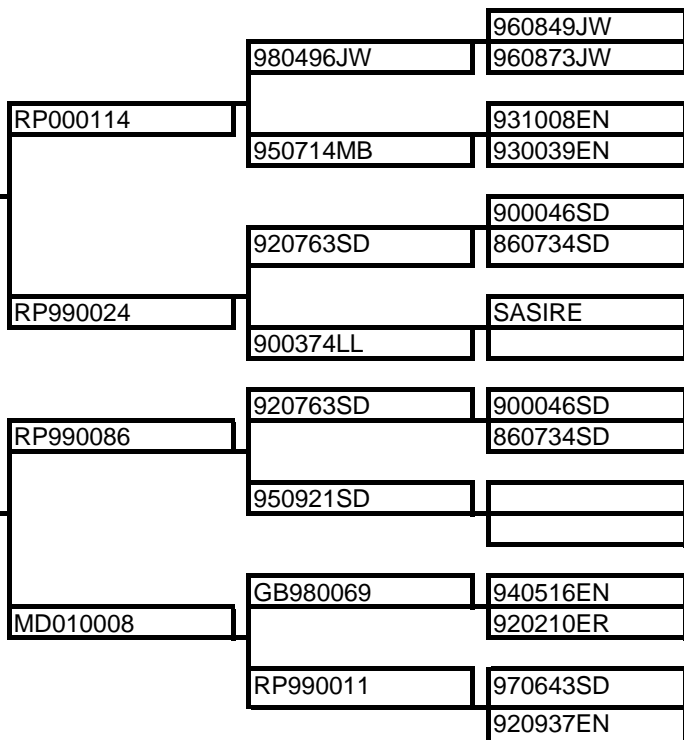 960849JW
980496JW
960873JW
RP000114
931008EN
950714MB
930039EN
900046SD
920763SD
860734SD
RP990024
SASIRE
900374LL
920763SD
900046SD
RP990086
860734SD
950921SD
GB980069
940516EN
MD010008
920210ER
RP990011
970643SD
920937EN